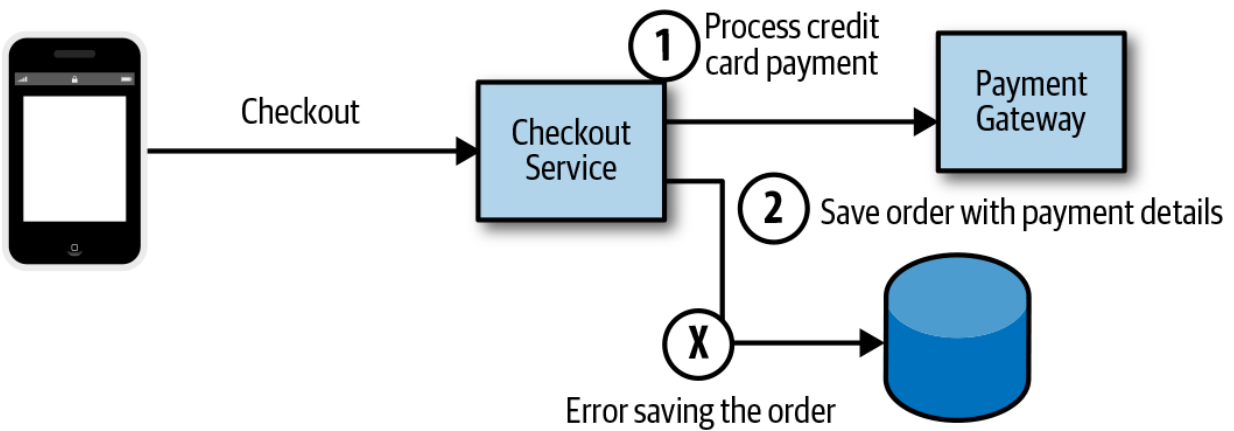 1
Process credit
card payment
Checkout
Checkout
Service
Payment
Gateway
2
Save order with payment details
X
Error saving the order